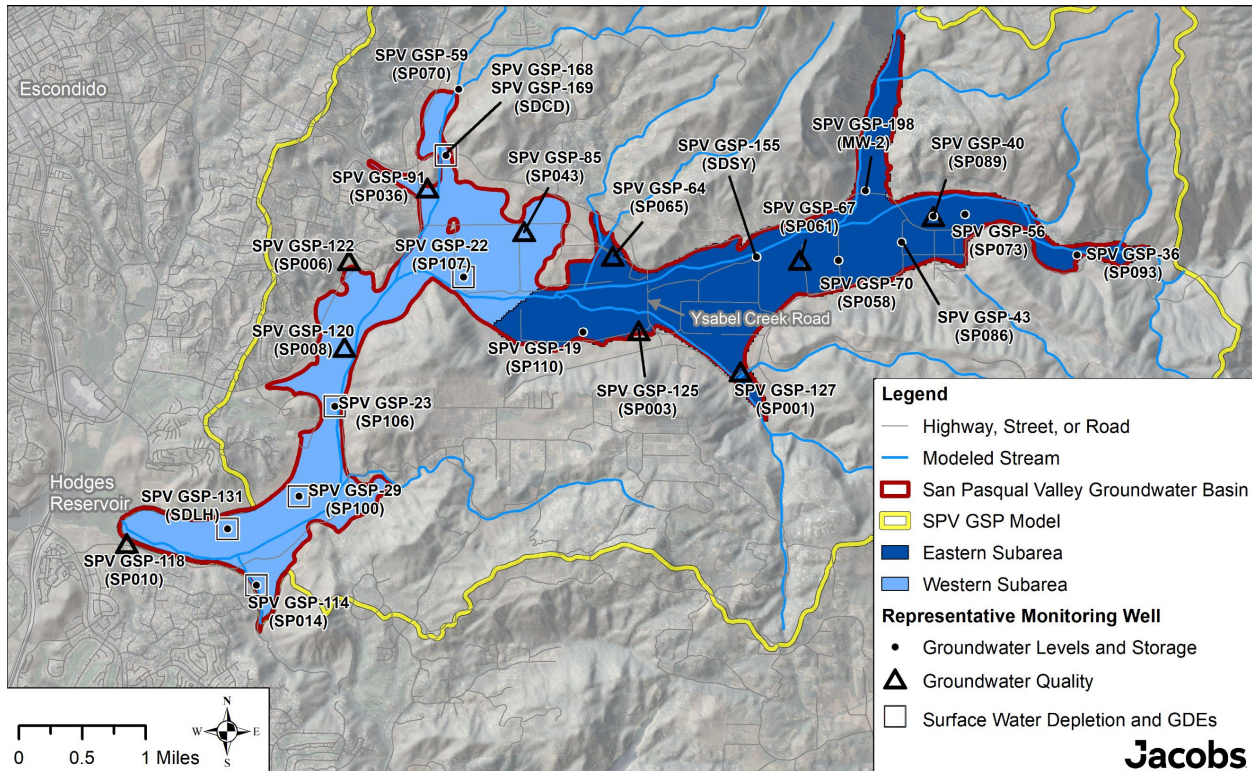 Escondido
SPV GSP-59
(SP070)
SPV GSP-168
SPV GSP-169
(SDCD)
SPV GSP-91
(SP036)
SPV GSP-85
(SP043)
SPV GSP-64
(SP065)
SPV GSP-155
(SDSY)
SPV GSP-198
(MW-2)
SPV GSP-40
(SP089)
SPV GSP-67
(SP061)
SPV GSP-56
(SP073)
SPV GSP-36
(SP093)
SPV GSP-122
(SP006)
SPV GSP-22
(SP107)
SPV GSP-70
(SP058)
SPV GSP-43
(SP086)
Ysabel Creek Road
SPV GSP-120
(SP008)
SPV GSP-19
(SP110)
SPV GSP-125
(SP003)
SPV GSP-127
(SP001)
SPV GSP-23
(SP106)
Hodges
Reservoir
SPV GSP-131
(SDLH)
SPV GSP-29
(SP100)
SPV GSP-118
(SP010)
SPV GSP-114
(SP014)
Legend
Highway, Street, or Road
Modeled Stream
San Pasqual Valley Groundwater Basin
SPV GSP Model
Eastern Subarea
Western Subarea
Representative Monitoring Well
Groundwater Levels and Storage
Groundwater Quality
Surface Water Depletion and GDEs
Jacobs
0 0.5 1 Miles
N
W E
S